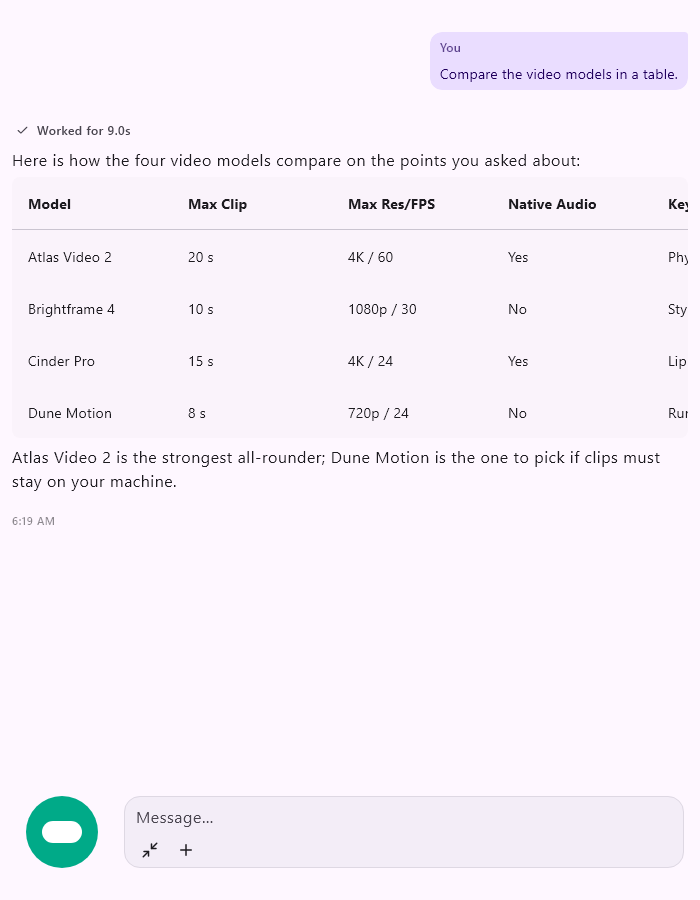 You
Compare the video models in a table.
Worked for 9.0s
Here is how the four video models compare on the points you asked about:
Model Max Clip Max Res/FPS Native Audio
Atlas Video 2 20 s 4K / 60 Yes
Brightframe 4 10 s 1080p / 30 No
Cinder Pro 15 s 4K / 24 Yes
Dune Motion 8 s 720p / 24 No
Atlas Video 2 is the strongest all-rounder; Dune Motion is the one to pick if clips must
stay on your machine.
6:19 AM
Message...